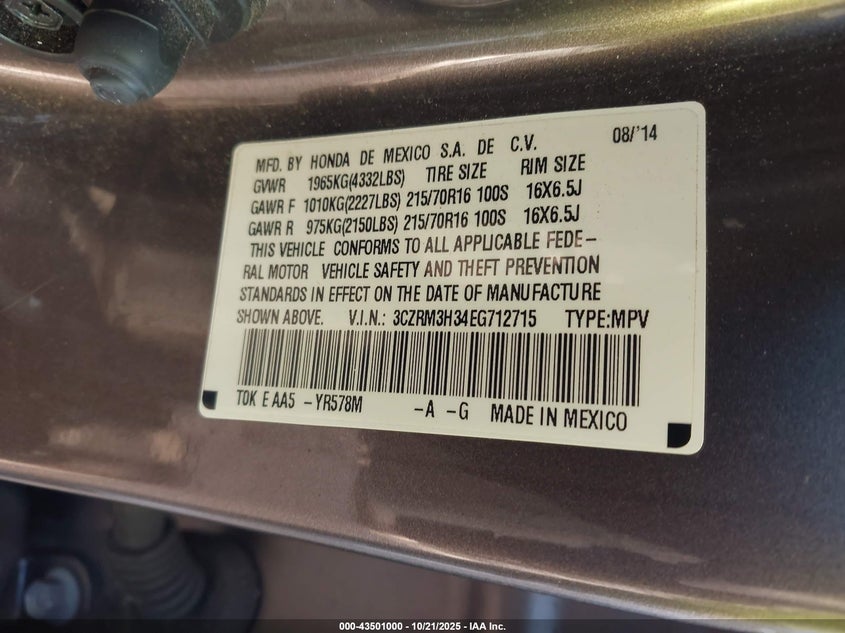 MFD. BY HONDA DE MEXICO S.A. DE C.V. 08/'14
GVWR 1965KG(4332LBS) TIRE SIZE RIM SIZE
GAWR F 1010KG(2227LBS) 215/70R16 100S 16X6.5J
GAWR R 975KG(2150LBS) 215/70R16 100S 16X6.5J
THIS VEHICLE CONFORMS TO ALL APPLICABLE FEDE-
RAL MOTOR VEHICLE SAFETY AND THEFT PREVENTION
STANDARDS IN EFFECT ON THE DATE OF MANUFACTURE
SHOWN ABOVE. V.I.N.: 3CZRM3H34EG712715 TYPE:MPV
T0K E AA5 -YR578M -A -G MADE IN MEXICO
000-43501000 - 10/21/2025 - IAA Inc.